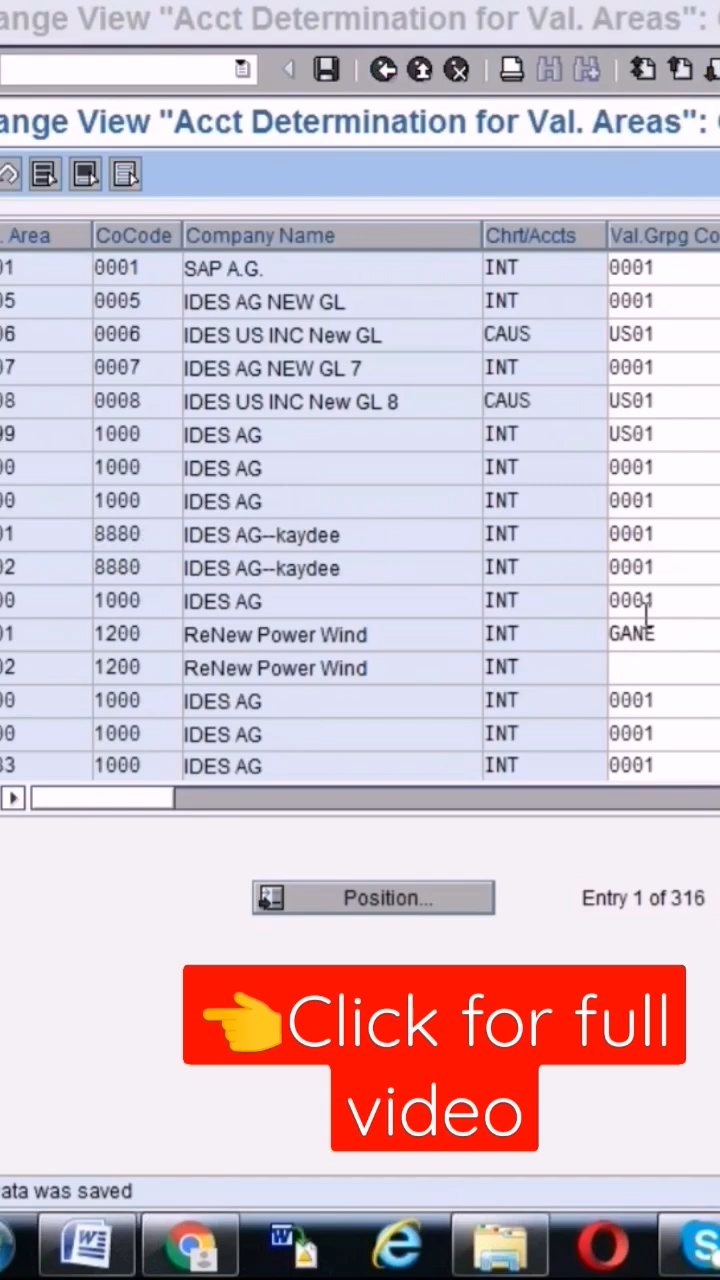 ange View "Acct Determination for Val. Areas":
ange View "Acct Determination for Val. Areas":
. Area CoCode Company Name Chrt/Accts Val.Grpg Co
01 0001 SAP A.G. INT 0001
05 0005 IDES AG NEW GL INT 0001
06 0006 IDES US INC New GL CAUS US01
07 0007 IDES AG NEW GL 7 INT 0001
08 0008 IDES US INC New GL 8 CAUS US01
99 1000 IDES AG INT US01
00 1000 IDES AG INT 0001
00 1000 IDES AG INT 0001
01 8880 IDES AG--kaydee INT 0001
02 8880 IDES AG--kaydee INT 0001
00 1000 IDES AG INT 0001
01 1200 ReNew Power Wind INT GANE
02 1200 ReNew Power Wind INT
00 1000 IDES AG INT 0001
00 1000 IDES AG INT 0001
33 1000 IDES AG INT 0001
Position... Entry 1 of 316
👈Click for full
video
ata was saved